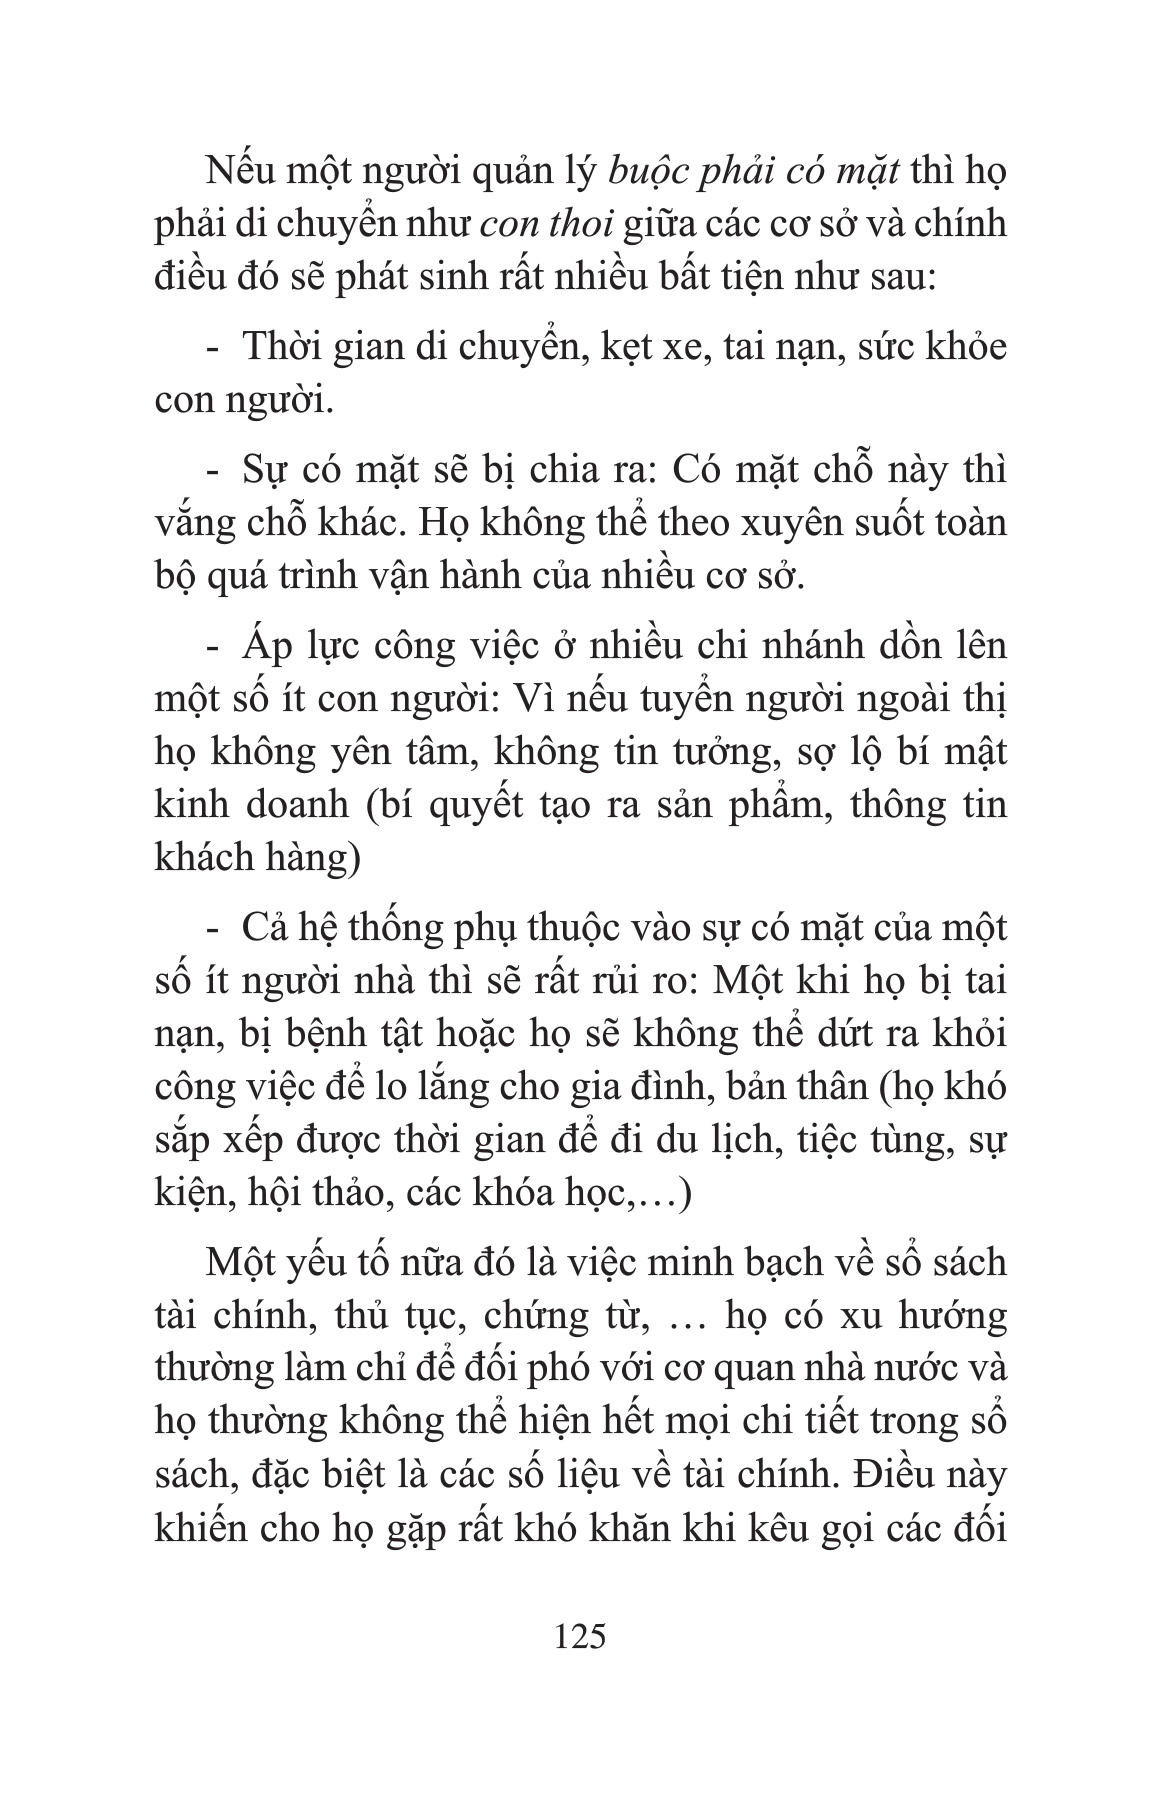 Nếu một người quản lý buộc phải có mặt thì họ
phải di chuyển như con thoi giữa các cơ sở và chính
điều đó sẽ phát sinh rất nhiều bất tiện như sau:
- Thời gian di chuyển, kẹt xe, tai nạn, sức khỏe
con người.
- Sự có mặt sẽ bị chia ra: Có mặt chỗ này thì
vắng chỗ khác. Họ không thể theo xuyên suốt toàn
bộ quá trình vận hành của nhiều cơ sở.
- Áp lực công việc ở nhiều chi nhánh dồn lên
một số ít con người: Vì nếu tuyển người ngoài thị
họ không yên tâm, không tin tưởng, sợ lộ bí mật
kinh doanh (bí quyết tạo ra sản phẩm, thông tin
khách hàng)
- Cả hệ thống phụ thuộc vào sự có mặt của một
số ít người nhà thì sẽ rất rủi ro: Một khi họ bị tai
nạn, bị bệnh tật hoặc họ sẽ không thể dứt ra khỏi
công việc để lo lắng cho gia đình, bản thân (họ khó
sắp xếp được thời gian để đi du lịch, tiệc tùng, sự
kiện, hội thảo, các khóa học,…)
Một yếu tố nữa đó là việc minh bạch về sổ sách
tài chính, thủ tục, chứng từ, … họ có xu hướng
thường làm chỉ để đối phó với cơ quan nhà nước và
họ thường không thể hiện hết mọi chi tiết trong sổ
sách, đặc biệt là các số liệu về tài chính. Điều này
khiến cho họ gặp rất khó khăn khi kêu gọi các đối
125